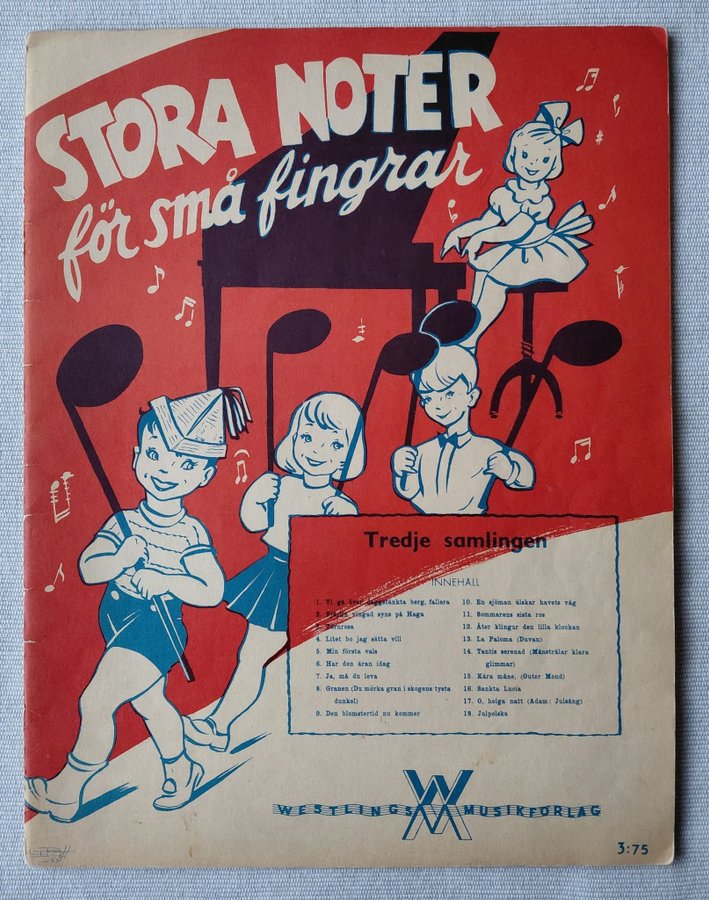 STORA NOTER
för små fingrar
Tredje samlingen
INNEHÅLL
1. Vi gå över daggstänkta berg, fallera
2. Fjäriln vingad syns på Haga
3. Törnrosa
4. Litet bo jag sätta vill
5. Min första vals
6. Har den äran idag
7. Ja, må du leva
8. Granen (Du mörka gran i skogens tysta
dunkel)
9. Den blomstertid nu kommer
10. En sjöman älskar havets våg
11. Sommarens sista ros
12. Åter klingar den lilla klockan
13. La Paloma (Duvan)
14. Tantis serenad (Månstrålar klara
glimmar)
15. Kära måne, (Guter Mond)
16. Sankta Lucia
17. O, helga natt (Adam: Julsång)
18. Julpolska
WESTLINGS MUSIKFÖRLAG
3:75